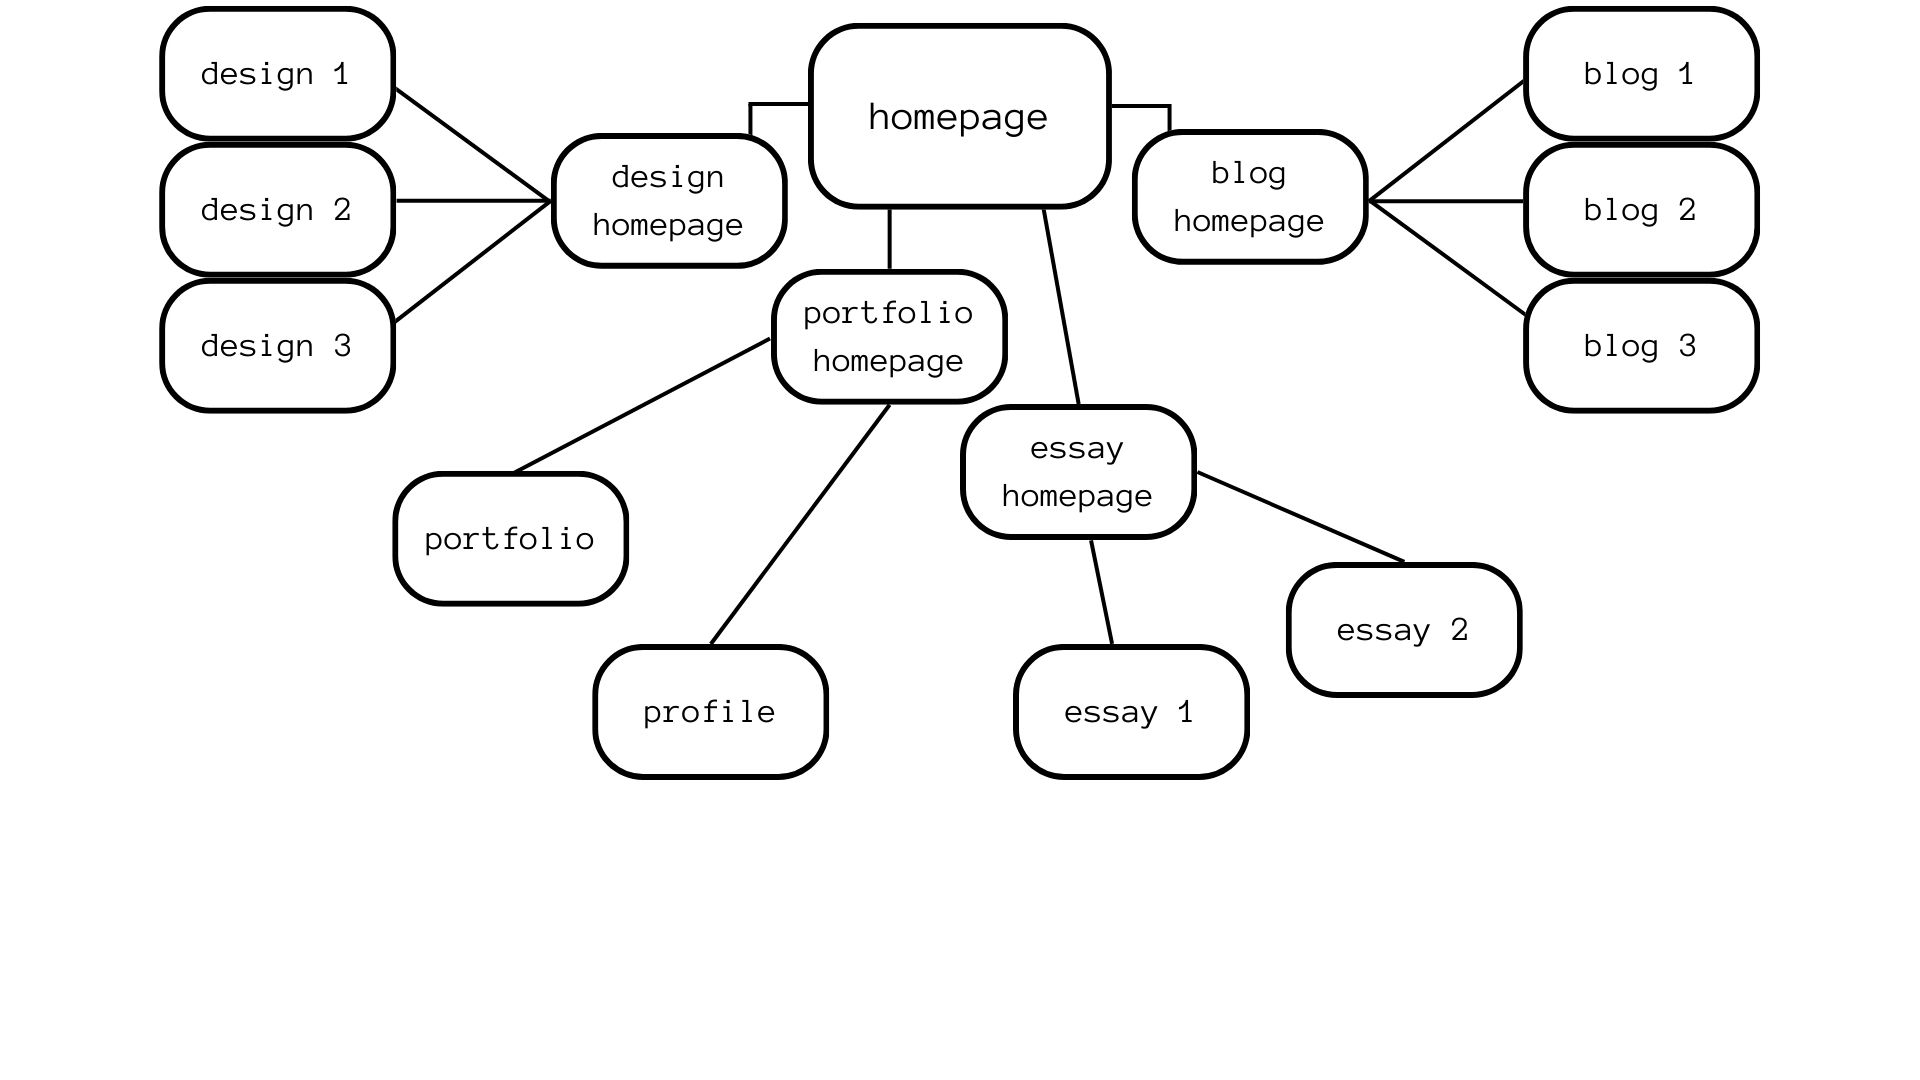 homepage
design
homepage
design 1
design 2
design 3
blog
homepage
blog 1
blog 2
blog 3
portfolio
homepage
portfolio
profile
essay
homepage
essay 1
essay 2